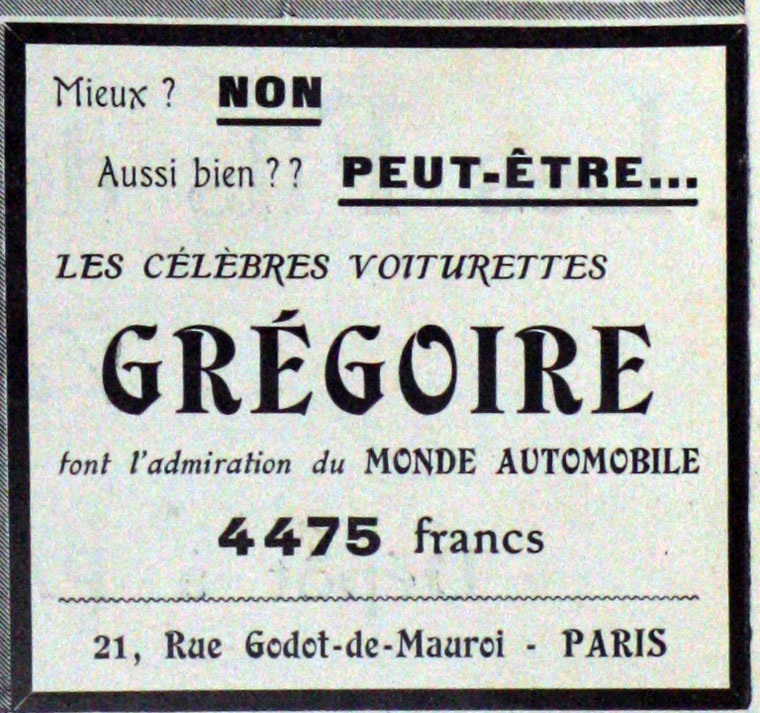 Mieux ? NON
Aussi bien ?? PEUT-ÊTRE...
LES CÉLÈBRES VOITURETTES
GRÉGOIRE
font l'admiration du MONDE AUTOMOBILE
4475 francs
21, Rue Godot-de-Mauroi - PARIS